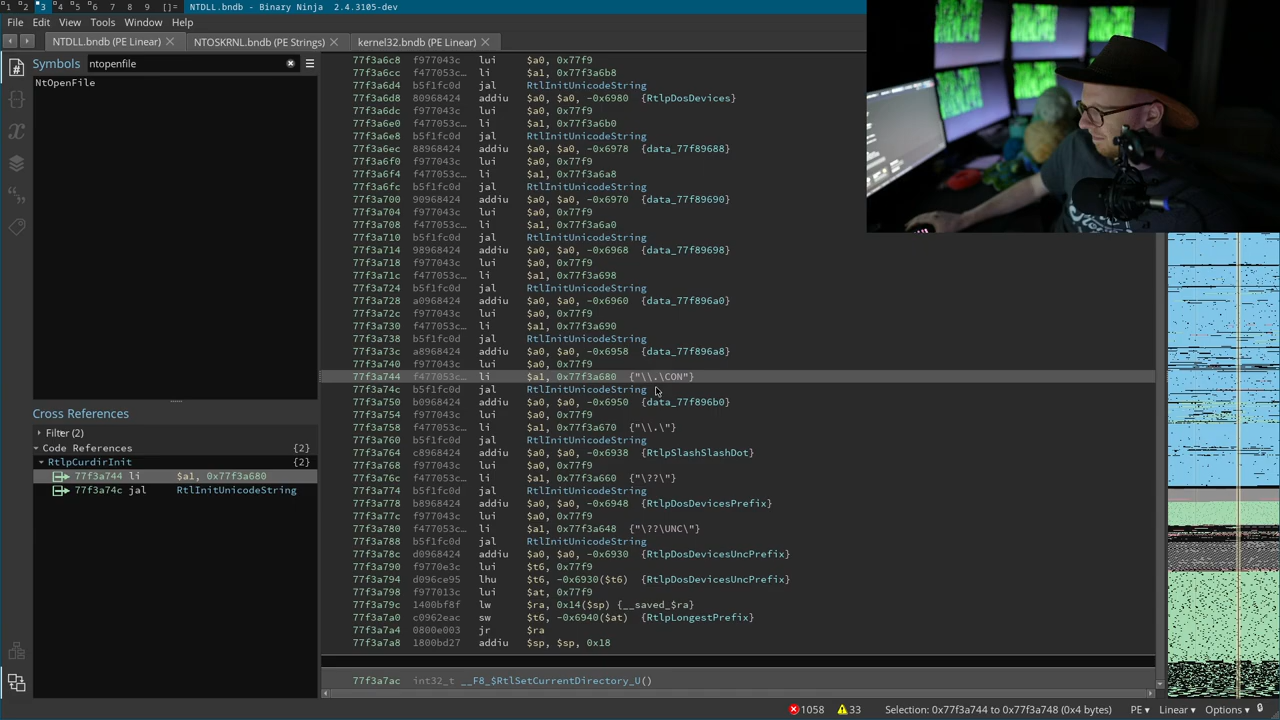 1 2 3 4 5 6 7 8 9 []= NTDLL.bndb - Binary Ninja 2.4.3105-dev
File Edit View Tools Window Help
NTDLL.bndb (PE Linear) NTOSKRNL.bndb (PE Strings) kernel32.bndb (PE Linear)
Symbols ntopenfile
NtOpenFile
77f3a6c8 f977043c lui $a0, 0x77f9
77f3a6cc f477053c… li $a1, 0x77f3a6b8
77f3a6d4 b5f1fc0d jal RtlInitUnicodeString
77f3a6d8 80968424 addiu $a0, $a0, -0x6980 {RtlpDosDevices}
77f3a6dc f977043c lui $a0, 0x77f9
77f3a6e0 f477053c… li $a1, 0x77f3a6b0
77f3a6e8 b5f1fc0d jal RtlInitUnicodeString
77f3a6ec 88968424 addiu $a0, $a0, -0x6978 {data_77f89688}
77f3a6f0 f977043c lui $a0, 0x77f9
77f3a6f4 f477053c… li $a1, 0x77f3a6a8
77f3a6fc b5f1fc0d jal RtlInitUnicodeString
77f3a700 90968424 addiu $a0, $a0, -0x6970 {data_77f89690}
77f3a704 f977043c lui $a0, 0x77f9
77f3a708 f477053c… li $a1, 0x77f3a6a0
77f3a710 b5f1fc0d jal RtlInitUnicodeString
77f3a714 98968424 addiu $a0, $a0, -0x6968 {data_77f89698}
77f3a718 f977043c lui $a0, 0x77f9
77f3a71c f477053c… li $a1, 0x77f3a698
77f3a724 b5f1fc0d jal RtlInitUnicodeString
77f3a728 a0968424 addiu $a0, $a0, -0x6960 {data_77f896a0}
77f3a72c f977043c lui $a0, 0x77f9
77f3a730 f477053c… li $a1, 0x77f3a690
77f3a738 b5f1fc0d jal RtlInitUnicodeString
77f3a73c a8968424 addiu $a0, $a0, -0x6958 {data_77f896a8}
77f3a740 f977043c lui $a0, 0x77f9
77f3a744 f477053c… li $a1, 0x77f3a680 {"\\.\CON"}
77f3a74c b5f1fc0d jal RtlInitUnicodeString
77f3a750 b0968424 addiu $a0, $a0, -0x6950 {data_77f896b0}
77f3a754 f977043c lui $a0, 0x77f9
77f3a758 f477053c… li $a1, 0x77f3a670 {"\\.\"}
77f3a760 b5f1fc0d jal RtlInitUnicodeString
77f3a764 c8968424 addiu $a0, $a0, -0x6938 {RtlpSlashSlashDot}
77f3a768 f977043c lui $a0, 0x77f9
77f3a76c f477053c… li $a1, 0x77f3a660 {"\??\"}
77f3a774 b5f1fc0d jal RtlInitUnicodeString
77f3a778 b8968424 addiu $a0, $a0, -0x6948 {RtlpDosDevicesPrefix}
77f3a77c f977043c lui $a0, 0x77f9
77f3a780 f477053c… li $a1, 0x77f3a648 {"\??\UNC\"}
77f3a788 b5f1fc0d jal RtlInitUnicodeString
77f3a78c d0968424 addiu $a0, $a0, -0x6930 {RtlpDosDevicesUncPrefix}
77f3a790 f9770e3c lui $t6, 0x77f9
77f3a794 d096ce95 lhu $t6, -0x6930($t6) {RtlpDosDevicesUncPrefix}
77f3a798 f977013c lui $at, 0x77f9
77f3a79c 1400bf8f lw $ra, 0x14($sp) {__saved_$ra}
77f3a7a0 c0962eac sw $t6, -0x6940($at) {RtlpLongestPrefix}
77f3a7a4 0800e003 jr $ra
77f3a7a8 1800bd27 addiu $sp, $sp, 0x18
77f3a7ac int32_t __F8_$RtlSetCurrentDirectory_U()
Cross References
Filter (2)
Code References {2}
RtlpCurdirInit {2}
77f3a744 li $a1, 0x77f3a680
77f3a74c jal RtlInitUnicodeString
1058 33 Selection: 0x77f3a744 to 0x77f3a748 (0x4 bytes) PE Linear Options